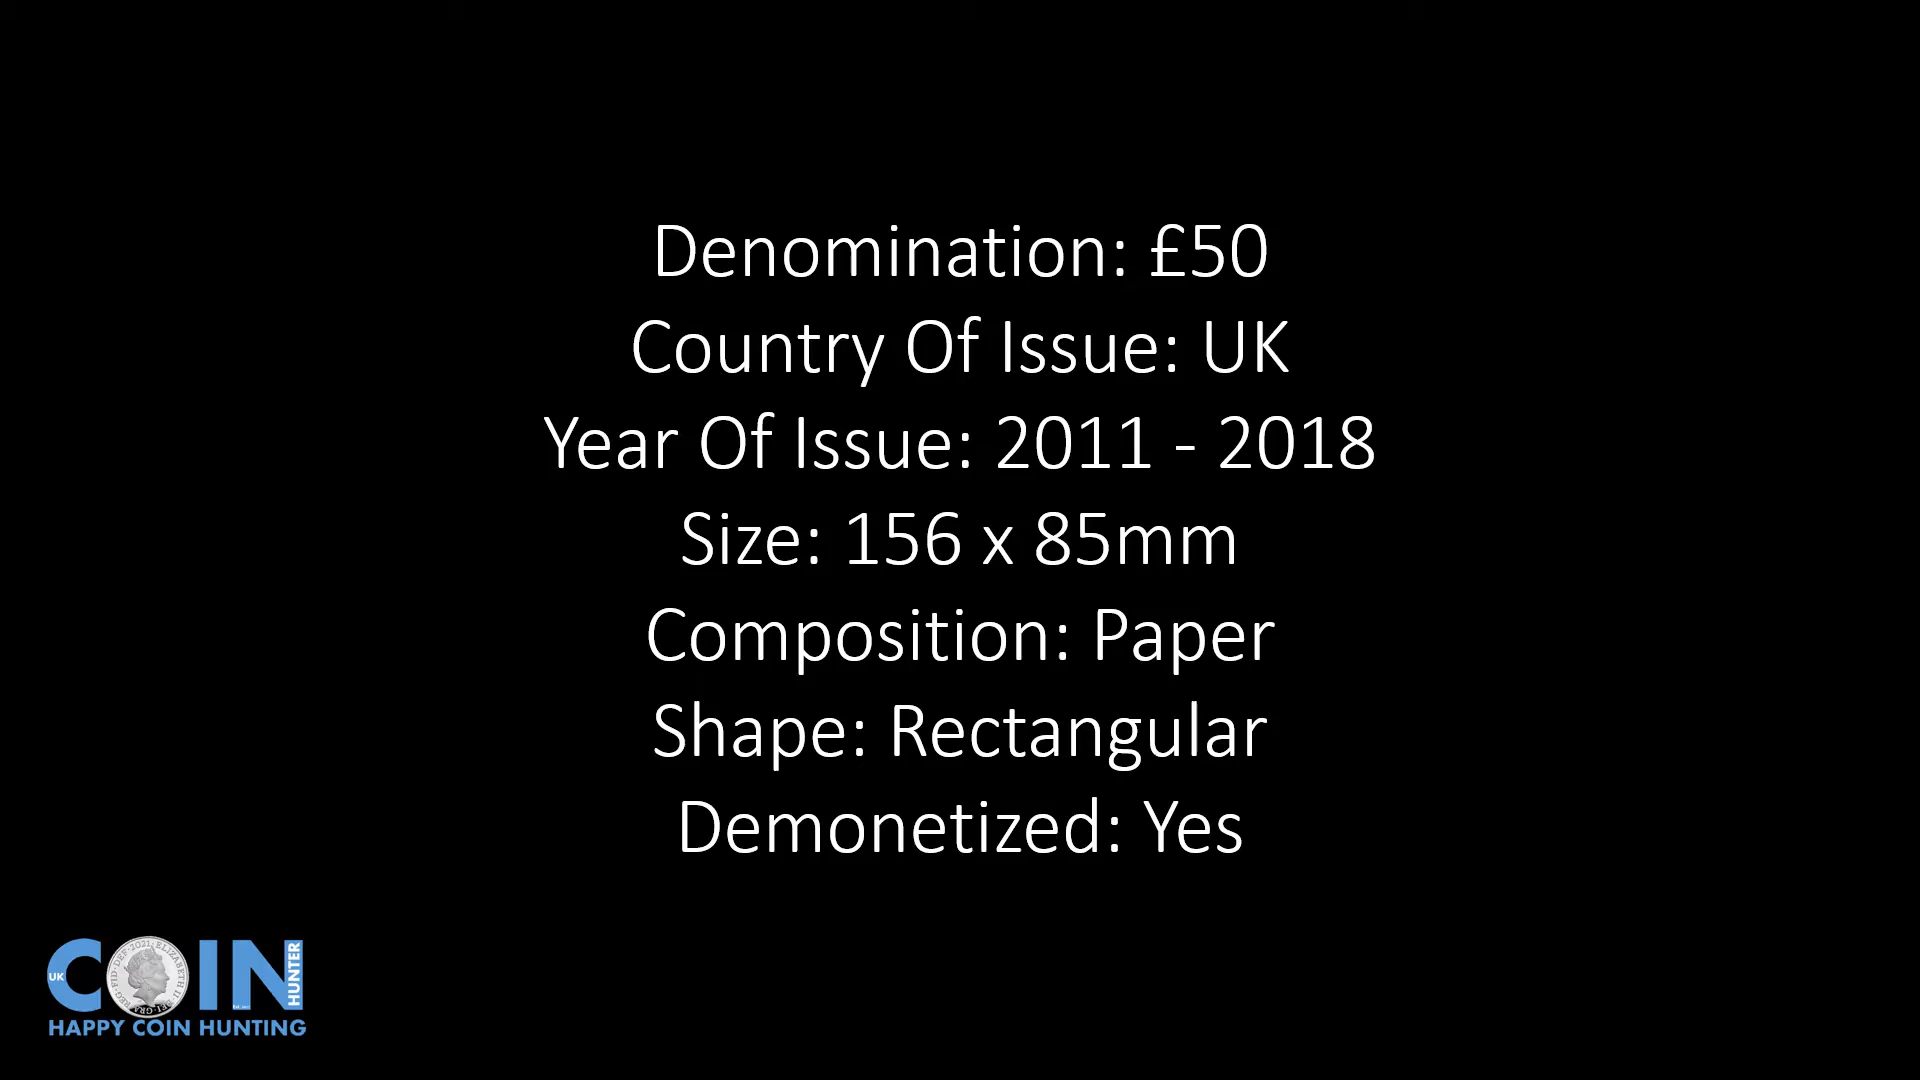 Denomination: £50
Country Of Issue: UK
Year Of Issue: 2011 - 2018
Size: 156 x 85mm
Composition: Paper
Shape: Rectangular
Demonetized: Yes
UK
COIN
HUNTER
HAPPY COIN HUNTING